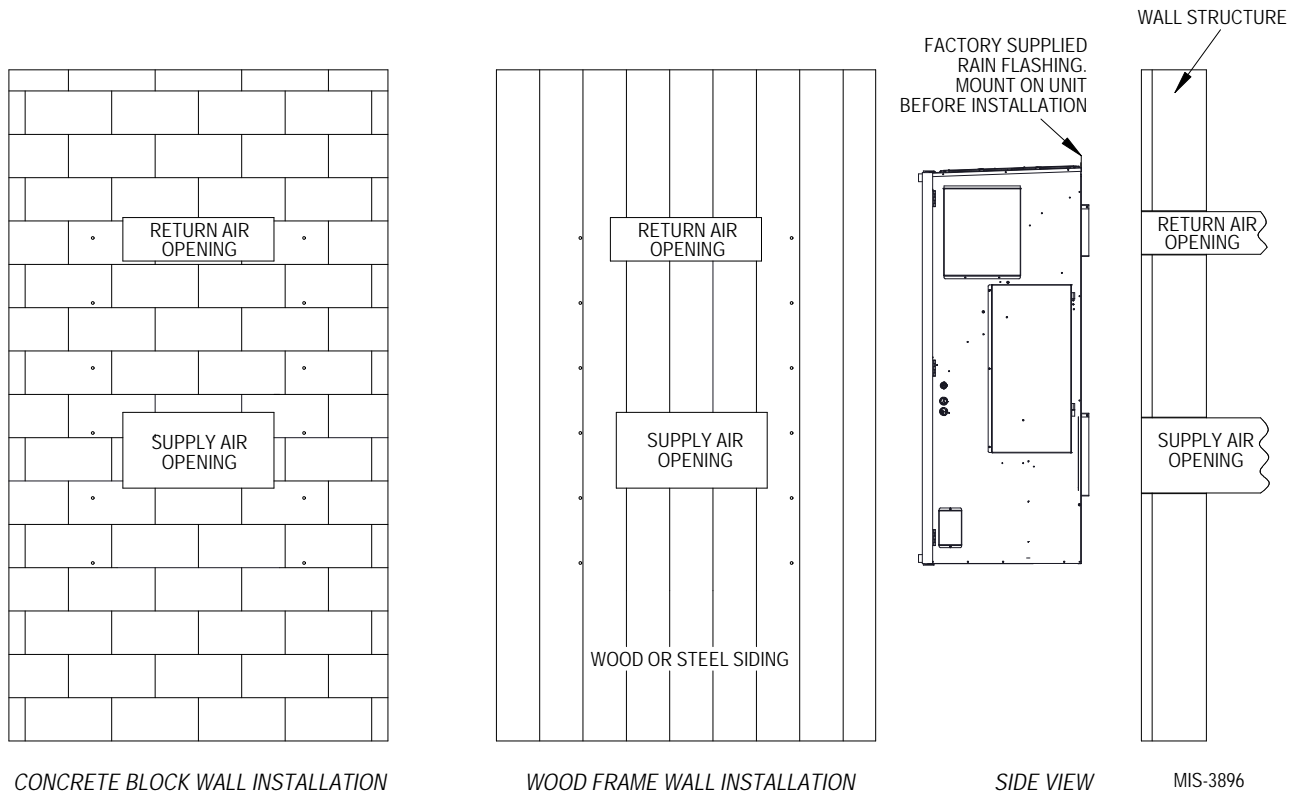 WALL STRUCTURE
FACTORY SUPPLIED
RAIN FLASHING.
MOUNT ON UNIT
BEFORE INSTALLATION
RETURN AIR
OPENING
RETURN AIR
OPENING
RETURN AIR
OPENING
SUPPLY AIR
OPENING
SUPPLY AIR
OPENING
SUPPLY AIR
OPENING
WOOD OR STEEL SIDING
CONCRETE BLOCK WALL INSTALLATION
WOOD FRAME WALL INSTALLATION
SIDE VIEW
MIS-3896